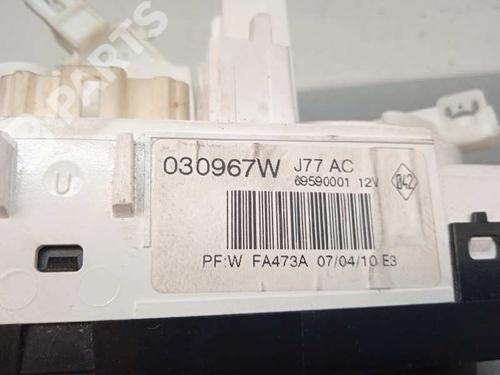 U
030967W J77 AC
69590001 12V
042
PF:W FA473A 07/04/10 E3